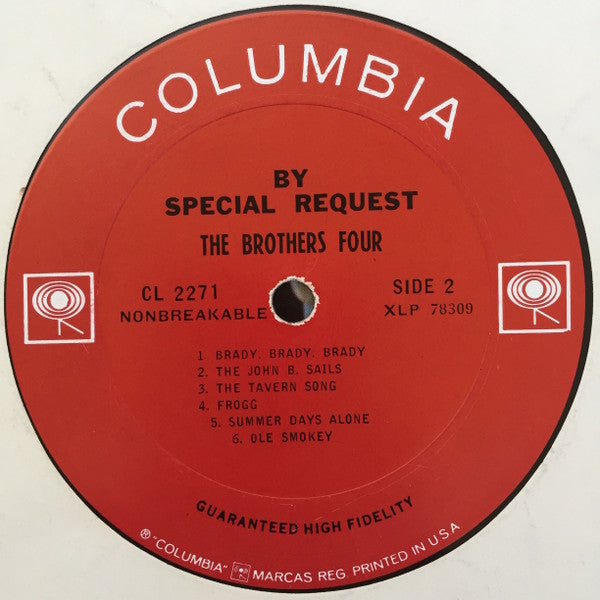 COLUMBIA
BY
SPECIAL REQUEST
THE BROTHERS FOUR
CL 2271
NONBREAKABLE
SIDE 2
XLP 78309
1. BRADY, BRADY, BRADY
2. THE JOHN B. SAILS
3. THE TAVERN SONG
4. FROGG
5. SUMMER DAYS ALONE
6. OLE SMOKEY
GUARANTEED HIGH FIDELITY
® "COLUMBIA" MARCAS REG. PRINTED IN U.S.A.